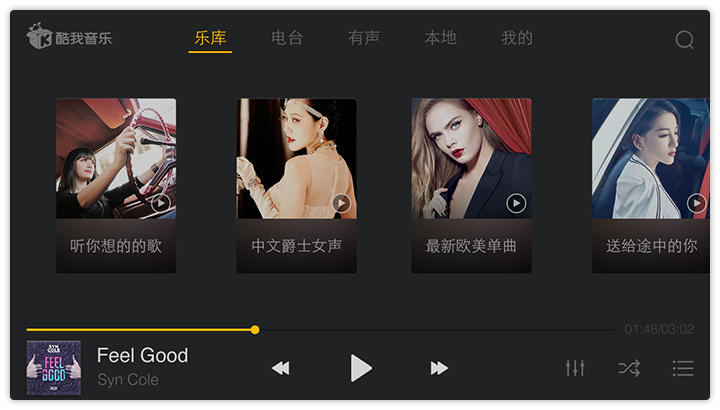 酷我音乐
乐库 电台 有声 本地 我的
听你想的的歌
中文爵士女声
最新欧美单曲
送给途中的你
01:48/03:02
SYN
COLE
FEEL
GOOD
Feel Good
Syn Cole